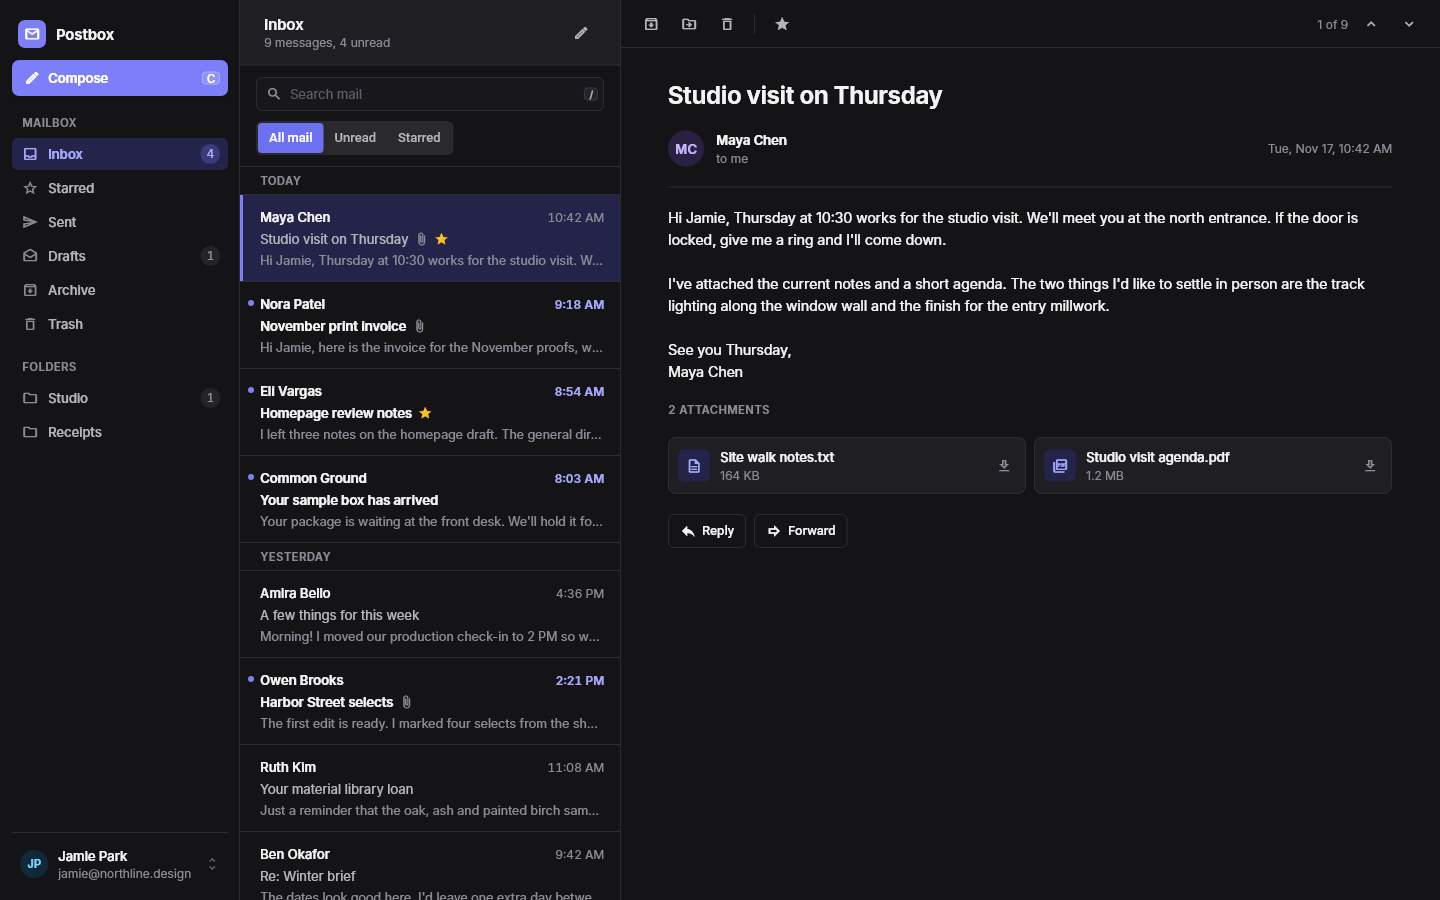 Postbox
Compose
C
MAILBOX
Inbox
4
Starred
Sent
Drafts
1
Archive
Trash
FOLDERS
Studio
1
Receipts
JP
Jamie Park
jamie@northline.design
Inbox
9 messages, 4 unread
Search mail
/
All mail
Unread
Starred
TODAY
Maya Chen
10:42 AM
Studio visit on Thursday
Hi Jamie, Thursday at 10:30 works for the studio visit. W...
Nora Patel
9:18 AM
November print invoice
Hi Jamie, here is the invoice for the November proofs, w...
Eli Vargas
8:54 AM
Homepage review notes
I left three notes on the homepage draft. The general dir...
Common Ground
8:03 AM
Your sample box has arrived
Your package is waiting at the front desk. We'll hold it fo...
YESTERDAY
Amira Bello
4:36 PM
A few things for this week
Morning! I moved our production check-in to 2 PM so w...
Owen Brooks
2:21 PM
Harbor Street selects
The first edit is ready. I marked four selects from the sh...
Ruth Kim
11:08 AM
Your material library loan
Just a reminder that the oak, ash and painted birch sam...
Ben Okafor
9:42 AM
Re: Winter brief
The dates look good here. I'd leave one extra day betwe...
1 of 9
Studio visit on Thursday
MC
Maya Chen
to me
Tue, Nov 17, 10:42 AM
Hi Jamie, Thursday at 10:30 works for the studio visit. We'll meet you at the north entrance. If the door is
locked, give me a ring and I'll come down.
I've attached the current notes and a short agenda. The two things I'd like to settle in person are the track
lighting along the window wall and the finish for the entry millwork.
See you Thursday,
Maya Chen
2 ATTACHMENTS
Site walk notes.txt
164 KB
Studio visit agenda.pdf
1.2 MB
Reply
Forward